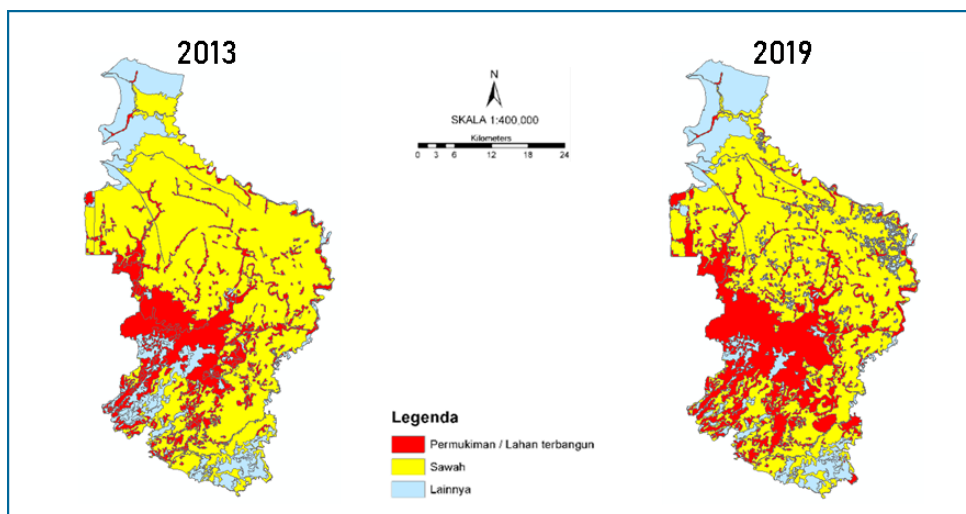 2013
2019
N
SKALA 1:400,000
Kilometers
0 3 6 12 18 24
Legenda
Permukiman / Lahan terbangun
Sawah
Lainnya